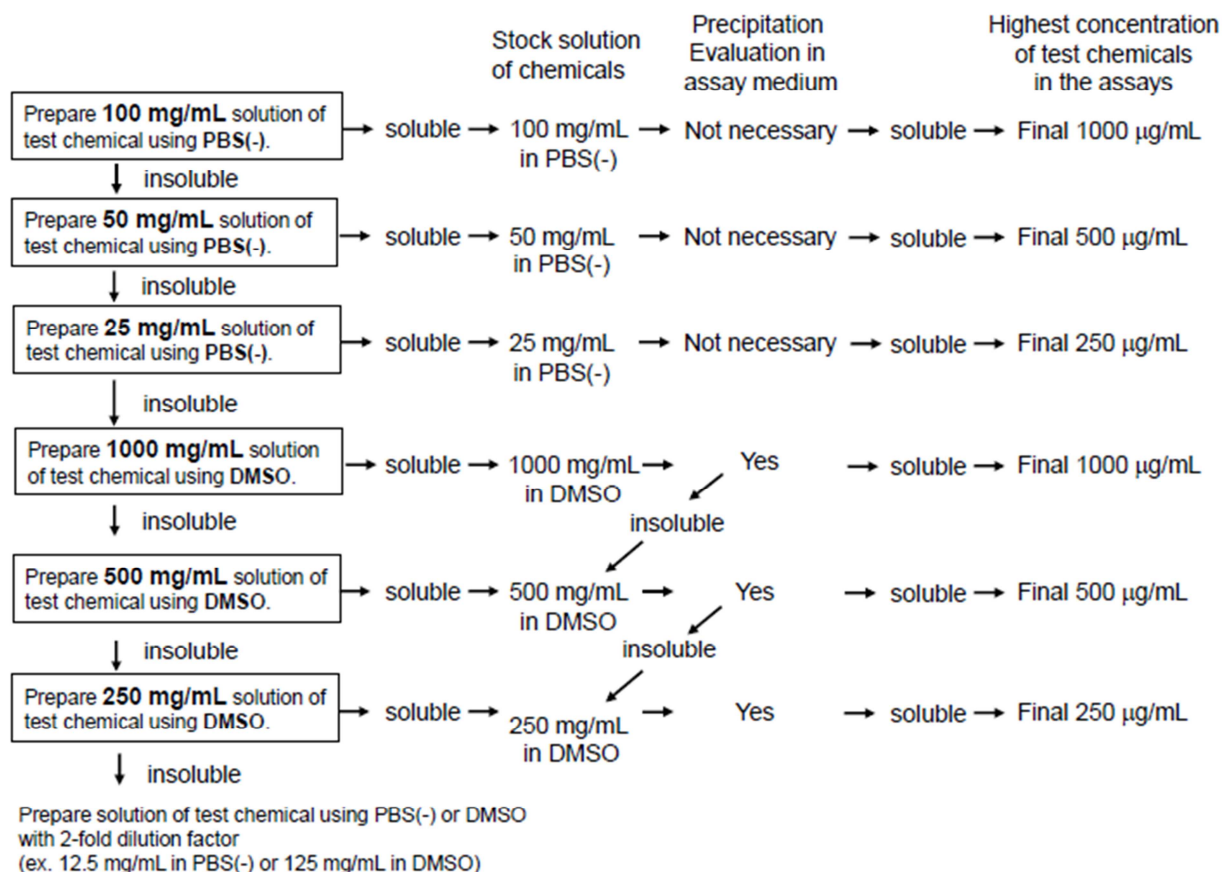 Stock solution
of chemicals
Precipitation
Evaluation in
assay medium
Highest concentration
of test chemicals
in the assays
Prepare 100 mg/mL solution of
test chemical using PBS(-).
soluble
100 mg/mL
in PBS(-)
Not necessary
soluble
Final 1000 μg/mL
insoluble
Prepare 50 mg/mL solution of
test chemical using PBS(-).
soluble
50 mg/mL
in PBS(-)
Not necessary
soluble
Final 500 μg/mL
insoluble
Prepare 25 mg/mL solution of
test chemical using PBS(-).
soluble
25 mg/mL
in PBS(-)
Not necessary
soluble
Final 250 μg/mL
insoluble
Prepare 1000 mg/mL solution
of test chemical using DMSO.
soluble
1000 mg/mL
in DMSO
Yes
soluble
Final 1000 μg/mL
insoluble
insoluble
Prepare 500 mg/mL solution of
test chemical using DMSO.
soluble
500 mg/mL
in DMSO
Yes
soluble
Final 500 μg/mL
insoluble
insoluble
Prepare 250 mg/mL solution of
test chemical using DMSO.
soluble
250 mg/mL
in DMSO
Yes
soluble
Final 250 μg/mL
insoluble
Prepare solution of test chemical using PBS(-) or DMSO
with 2-fold dilution factor
(ex. 12.5 mg/mL in PBS(-) or 125 mg/mL in DMSO)